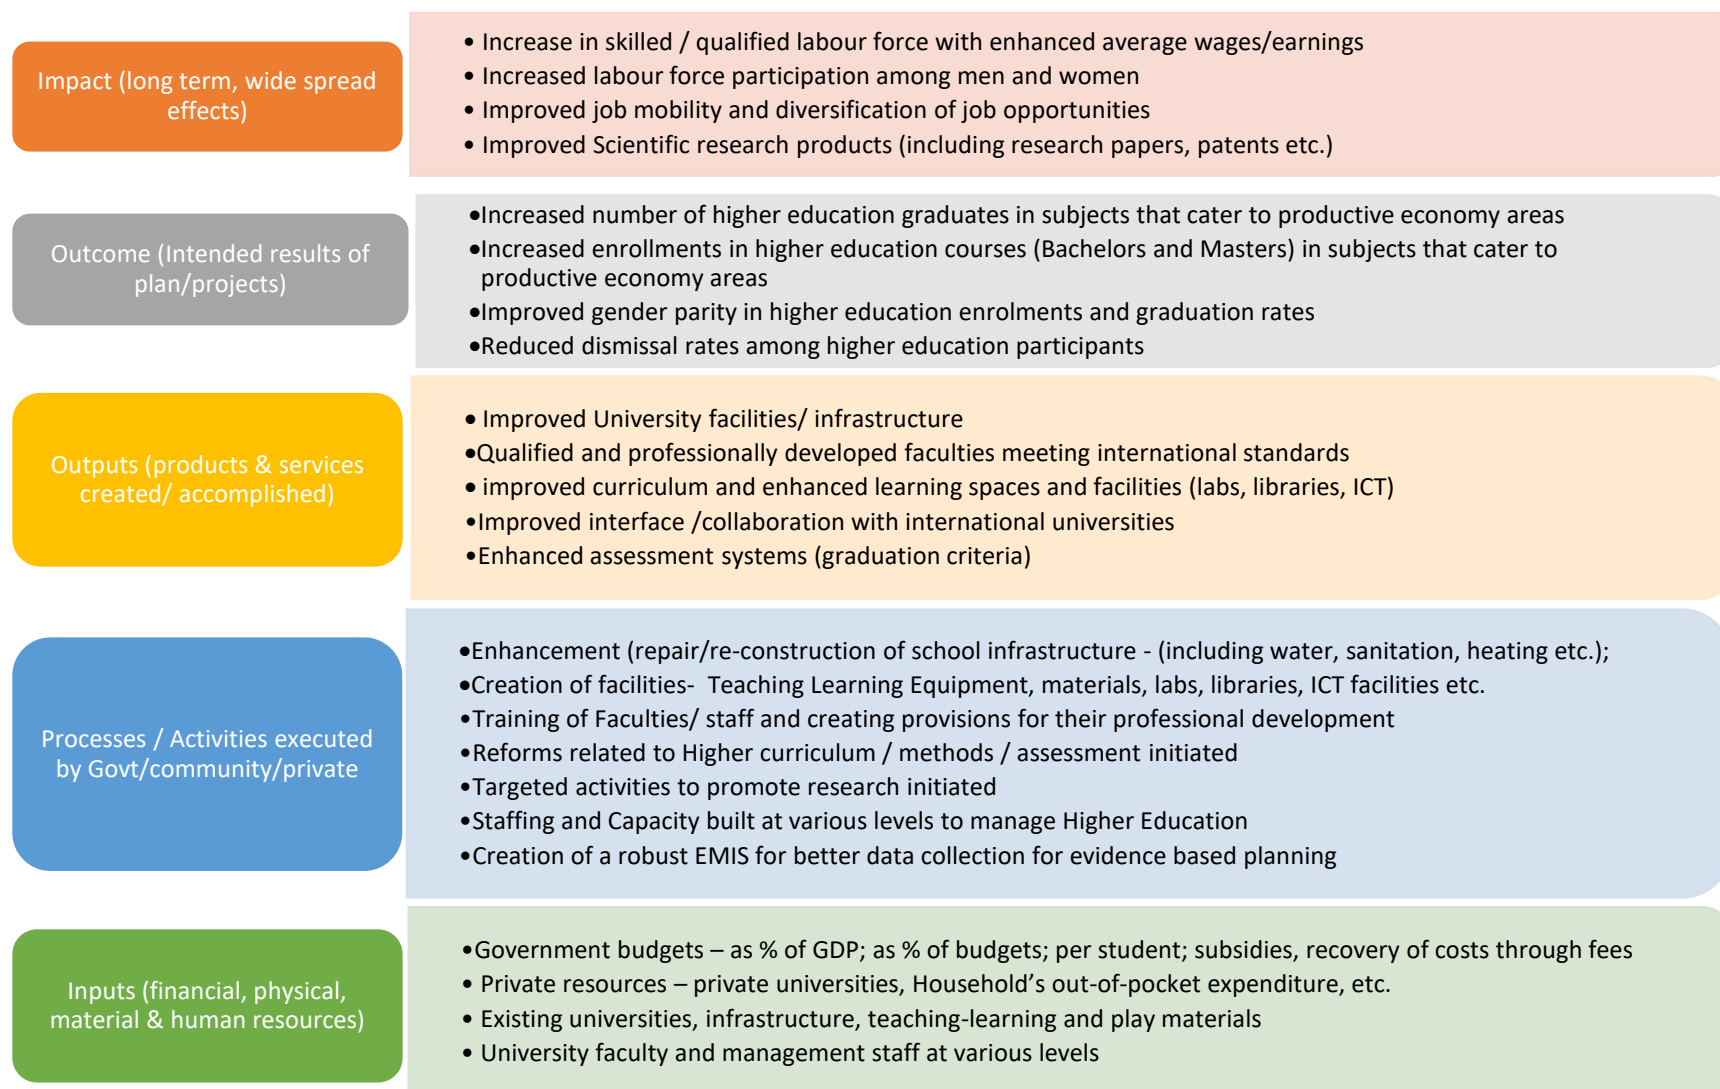 Impact (long term, wide spread
effects)
• Increase in skilled / qualified labour force with enhanced average wages/earnings
• Increased labour force participation among men and women
• Improved job mobility and diversification of job opportunities
• Improved Scientific research products (including research papers, patents etc.)
Outcome (Intended results of
plan/projects)
•Increased number of higher education graduates in subjects that cater to productive economy areas
•Increased enrollments in higher education courses (Bachelors and Masters) in subjects that cater to
productive economy areas
•Improved gender parity in higher education enrolments and graduation rates
•Reduced dismissal rates among higher education participants
Outputs (products & services
created/ accomplished)
• Improved University facilities/ infrastructure
•Qualified and professionally developed faculties meeting international standards
• improved curriculum and enhanced learning spaces and facilities (labs, libraries, ICT)
•Improved interface /collaboration with international universities
•Enhanced assessment systems (graduation criteria)
Processes / Activities executed
by Govt/community/private
•Enhancement (repair/re-construction of school infrastructure - (including water, sanitation, heating etc.);
•Creation of facilities- Teaching Learning Equipment, materials, labs, libraries, ICT facilities etc.
•Training of Faculties/ staff and creating provisions for their professional development
•Reforms related to Higher curriculum / methods / assessment initiated
•Targeted activities to promote research initiated
•Staffing and Capacity built at various levels to manage Higher Education
•Creation of a robust EMIS for better data collection for evidence based planning
Inputs (financial, physical,
material & human resources)
•Government budgets – as % of GDP; as % of budgets; per student; subsidies, recovery of costs through fees
• Private resources – private universities, Household’s out-of-pocket expenditure, etc.
• Existing universities, infrastructure, teaching-learning and play materials
• University faculty and management staff at various levels